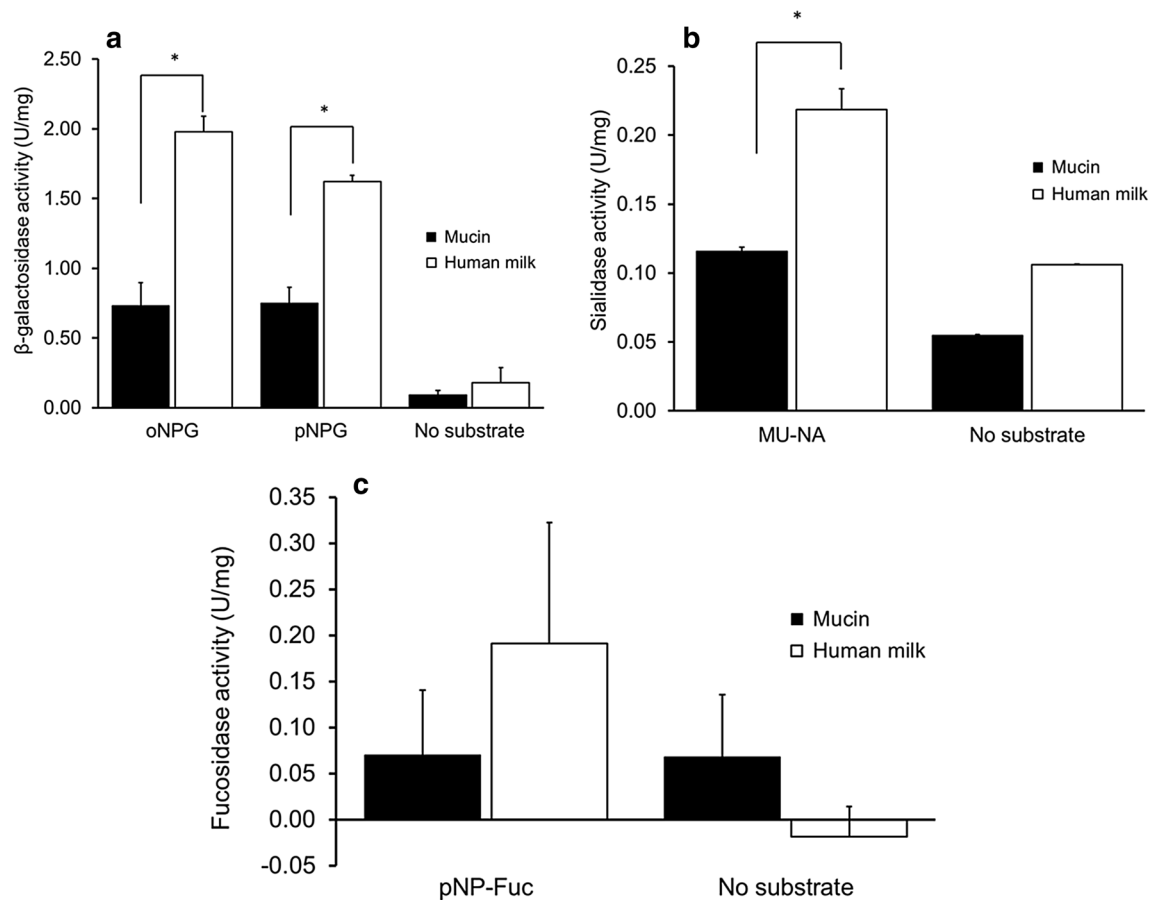 a
β-galactosidase activity (U/mg)
2.50
2.00
1.50
1.00
0.50
0.00
*
*
Mucin
Human milk
oNPG
pNPG
No substrate
b
Sialidase activity (U/mg)
0.25
0.20
0.15
0.10
0.05
0.00
*
Mucin
Human milk
MU-NA
No substrate
c
Fucosidase activity (U/mg)
0.35
0.30
0.25
0.20
0.15
0.10
0.05
0.00
-0.05
Mucin
Human milk
pNP-Fuc
No substrate